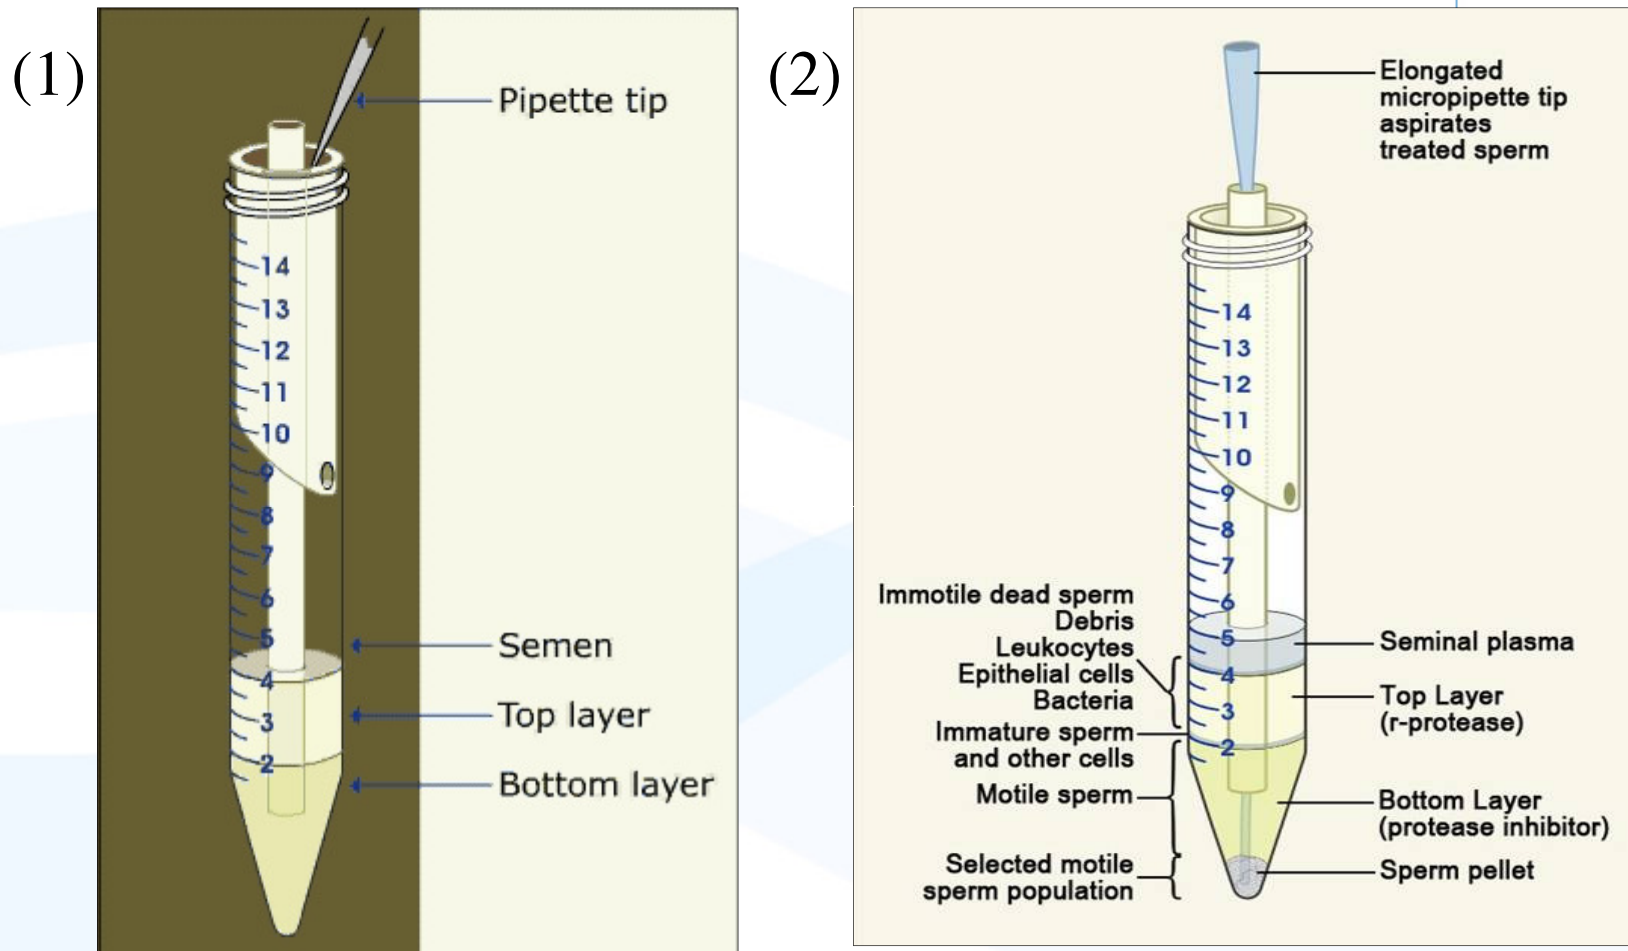 (1)
Pipette tip
14
13
12
11
10
9
8
7
6
5
4
3
2
Semen
Top layer
Bottom layer
(2)
Elongated
micropipette tip
aspirates
treated sperm
14
13
12
11
10
9
8
7
6
5
4
3
2
Immotile dead sperm
Debris
Leukocytes
Epithelial cells
Bacteria
Immature sperm
and other cells
Motile sperm
Selected motile
sperm population
Seminal plasma
Top Layer
(r-protease)
Bottom Layer
(protease inhibitor)
Sperm pellet